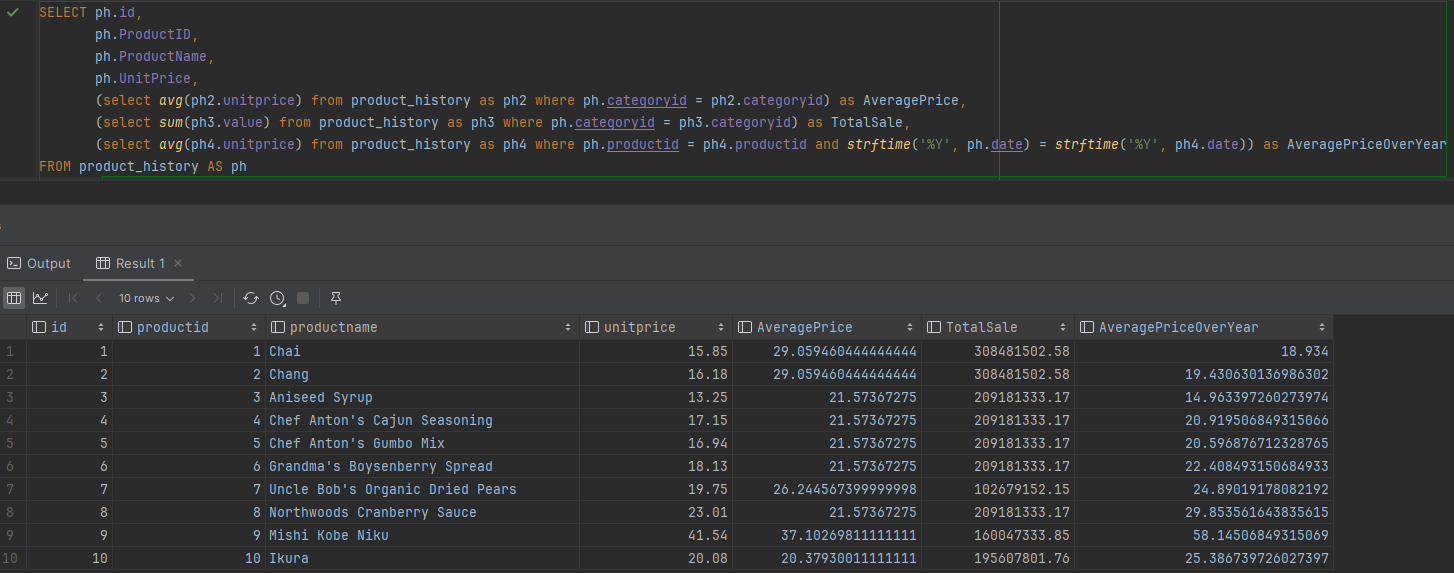 SELECT ph.id,
ph.ProductID,
ph.ProductName,
ph.UnitPrice,
(select avg(ph2.unitprice) from product_history as ph2 where ph.categoryid = ph2.categoryid) as AveragePrice,
(select sum(ph3.value) from product_history as ph3 where ph.categoryid = ph3.categoryid) as TotalSale,
(select avg(ph4.unitprice) from product_history as ph4 where ph.productid = ph4.productid and strftime('%Y', ph.date) = strftime('%Y', ph4.date)) as AveragePriceOverYear
FROM product_history AS ph
Output Result 1
10 rows
id productid productname unitprice AveragePrice TotalSale AveragePriceOverYear
1 1 1 Chai 15.85 29.059460444444444 308481502.58 18.934
2 2 2 Chang 16.18 29.059460444444444 308481502.58 19.430630136986302
3 3 3 Aniseed Syrup 13.25 21.57367275 209181333.17 14.963397260273974
4 4 4 Chef Anton's Cajun Seasoning 17.15 21.57367275 209181333.17 20.919506849315066
5 5 5 Chef Anton's Gumbo Mix 16.94 21.57367275 209181333.17 20.596876712328765
6 6 6 Grandma's Boysenberry Spread 18.13 21.57367275 209181333.17 22.408493150684933
7 7 7 Uncle Bob's Organic Dried Pears 19.75 26.244567399999998 102679152.15 24.89019178082192
8 8 8 Northwoods Cranberry Sauce 23.01 21.57367275 209181333.17 29.853561643835615
9 9 9 Mishi Kobe Niku 41.54 37.10269811111111 160047333.85 58.14506849315069
10 10 10 Ikura 20.08 20.37930011111111 195607801.76 25.386739726027397